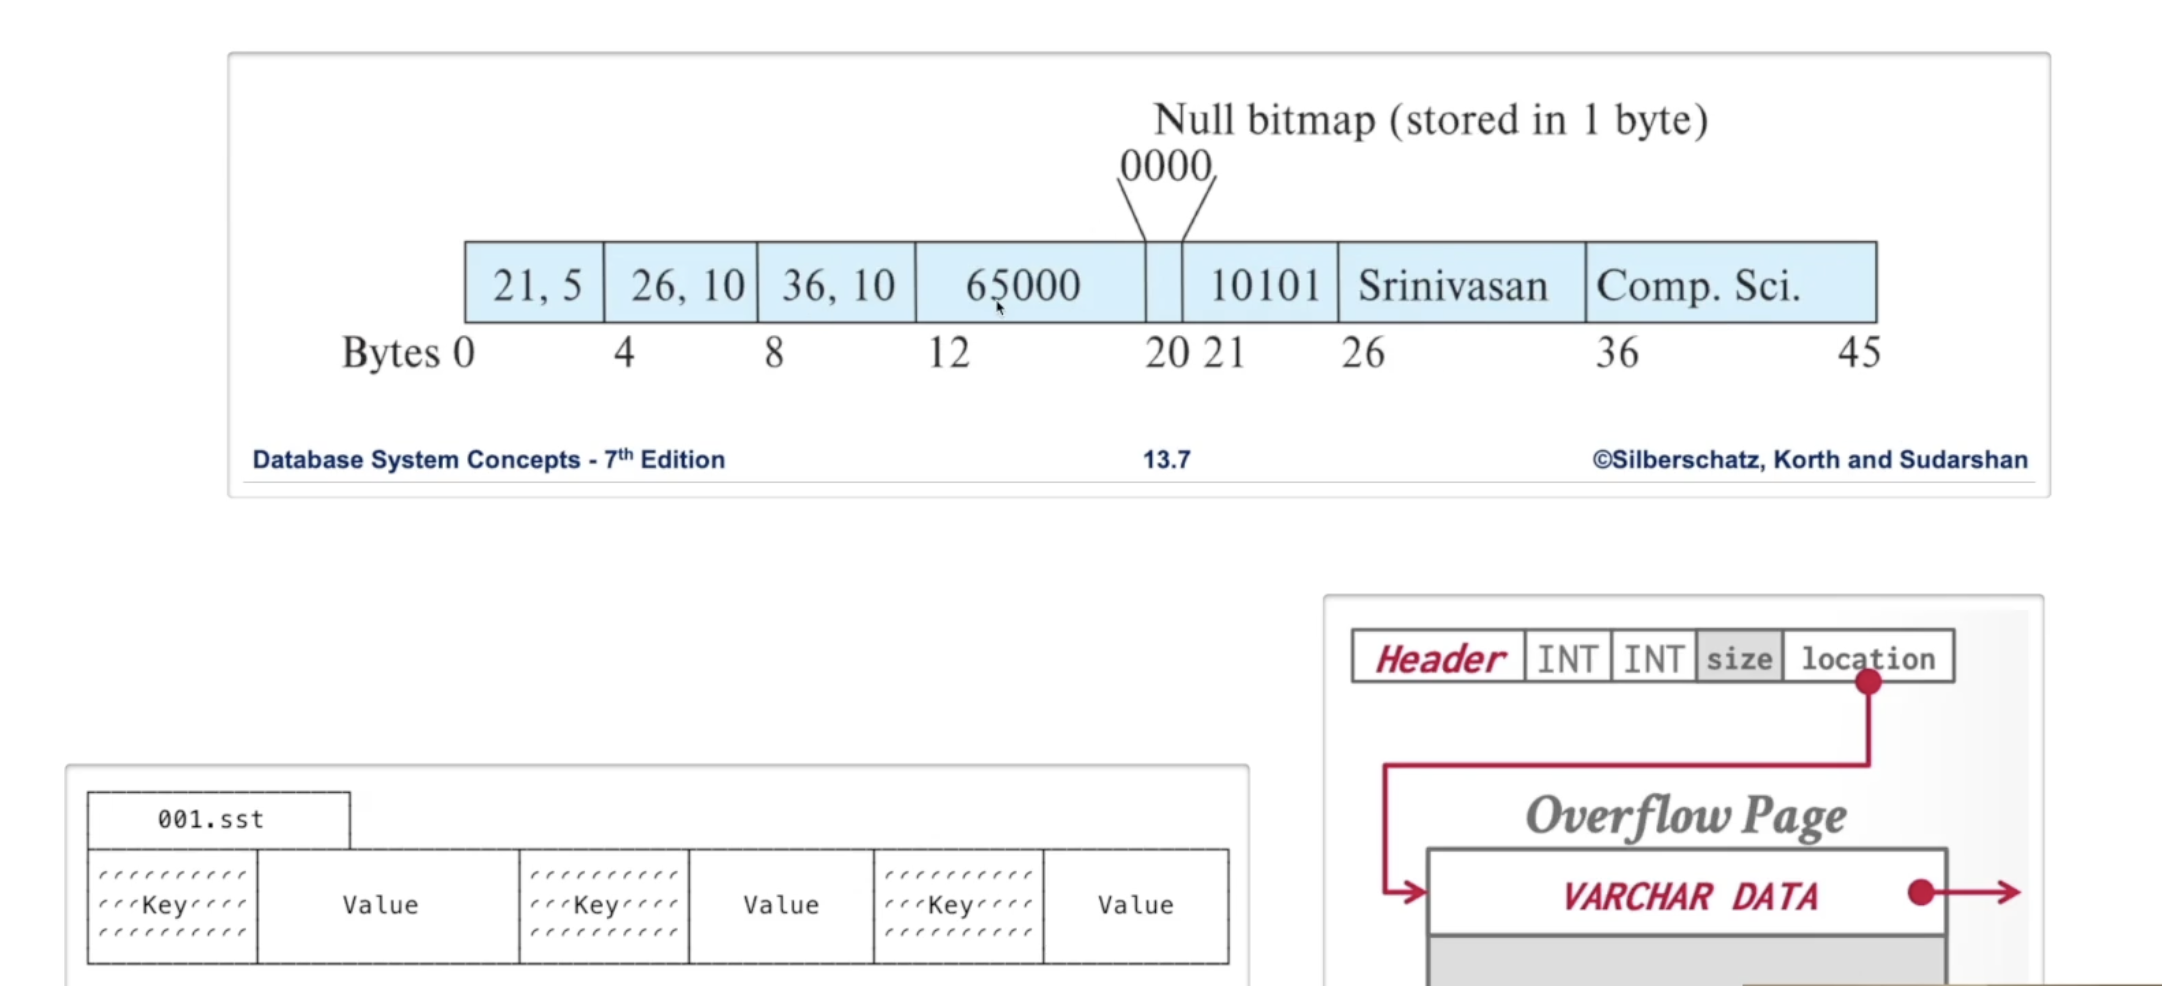 Null bitmap (stored in 1 byte)
0000
21, 5 26, 10 36, 10 65000 10101 Srinivasan Comp. Sci.
Bytes 0 4 8 12 20 21 26 36 45
Database System Concepts - 7th Edition 13.7 ©Silberschatz, Korth and Sudarshan
Header INT INT size location
Overflow Page
VARCHAR DATA
001.sst
Key Value Key Value Key Value